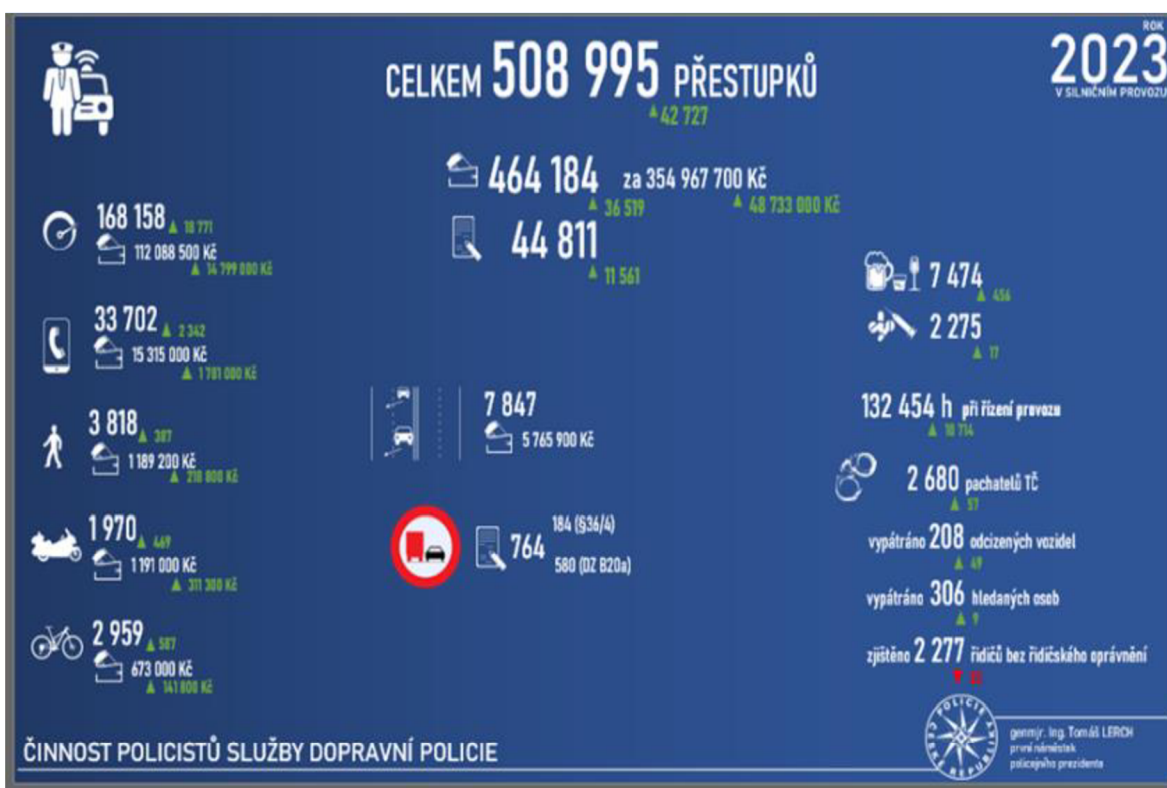 ROK
2023
V SILNIČNÍM PROVOZU
CELKEM 508 995 PŘESTUPKŮ
▲ 42 727
464 184 za 354 967 700 Kč
▲ 36 519 ▲ 48 733 000 Kč
44 811
▲ 11 561
168 158 ▲ 18 771
112 088 500 Kč
▲ 14 799 000 Kč
33 702 ▲ 2 342
15 315 000 Kč
▲ 1 781 000 Kč
3 818 ▲ 387
1 189 200 Kč
▲ 218 800 Kč
1 970 ▲ 469
1 191 000 Kč
▲ 311 300 Kč
2 959 ▲ 587
673 000 Kč
▲ 141 800 Kč
7 847
5 765 900 Kč
764
184 (§36/4)
580 (DZ B20a)
7 474
▲ 456
2 275
▲ 17
132 454 h při řízení provozu
▲ 10 714
2 680 pachatelů TČ
▲ 57
vypátráno 208 odcizených vozidel
▲ 49
vypátráno 306 hledaných osob
▲ 9
zjištěno 2 277 řidičů bez řidičského oprávnění
▼
ČINNOST POLICISTŮ SLUŽBY DOPRAVNÍ POLICIE
POLICIE
ČESKÉ REPUBLIKY
genmjr. Ing. Tomáš LERCH
první náměstek
policejního prezidenta